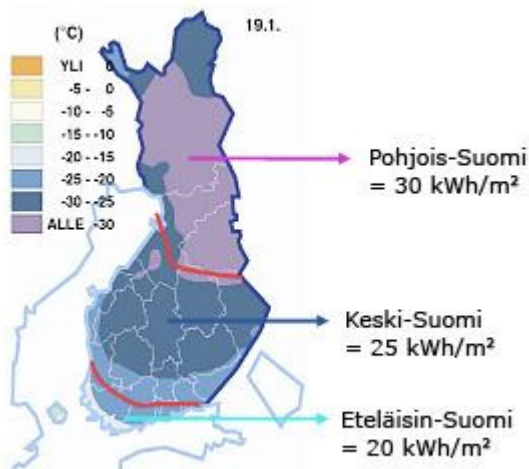 (°C)
19.1.
YLI 0
-5 - 0
-10 - -5
-15 - -10
-20 - -15
-25 - -20
-30 - -25
ALLE -30
Pohjois-Suomi
= 30 kWh/m²
Keski-Suomi
= 25 kWh/m²
Eteläisin-Suomi
= 20 kWh/m²